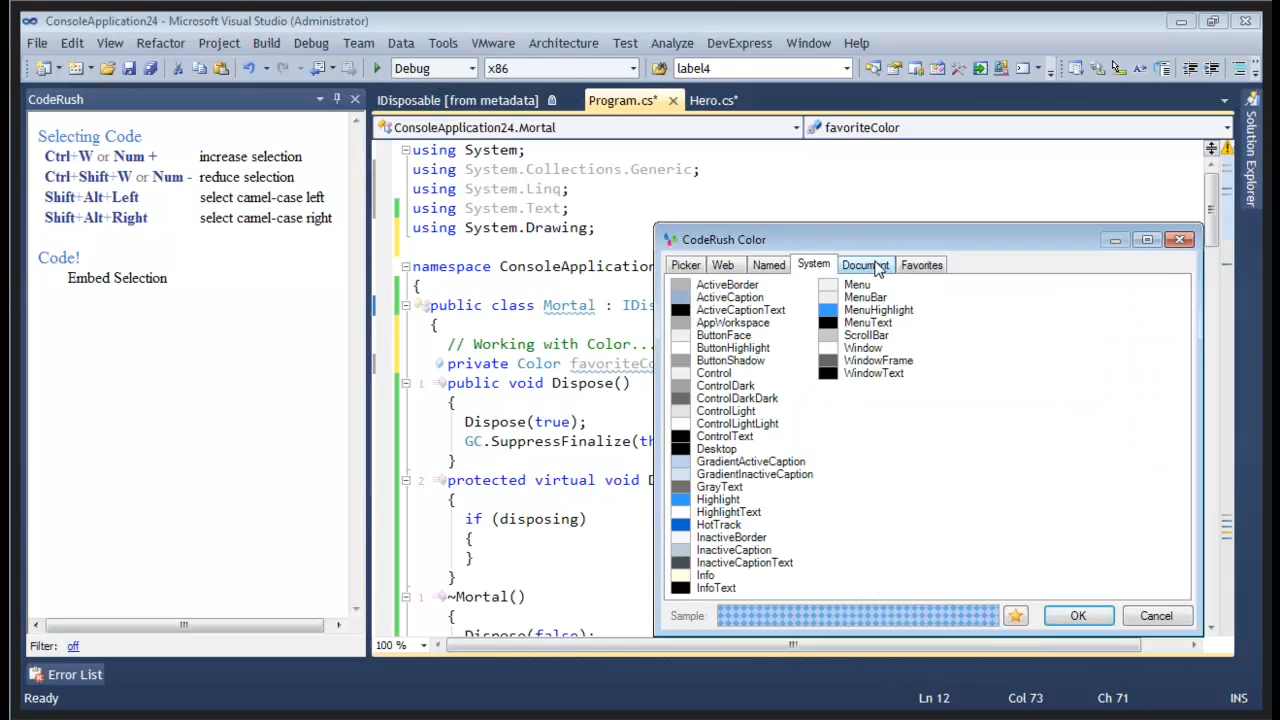 ConsoleApplication24 - Microsoft Visual Studio (Administrator)
File Edit View Refactor Project Build Debug Team Data Tools VMware Architecture Test Analyze DevExpress Window Help
Debug x86 label4
CodeRush
Selecting Code
Ctrl+W or Num + increase selection
Ctrl+Shift+W or Num - reduce selection
Shift+Alt+Left select camel-case left
Shift+Alt+Right select camel-case right
Code!
Embed Selection
Filter: off
IDisposable [from metadata] Program.cs* Hero.cs*
ConsoleApplication24.Mortal favoriteColor
using System;
using System.Collections.Generic;
using System.Linq;
using System.Text;
using System.Drawing;
namespace ConsoleApplication
{
public class Mortal : IDis
{
// Working with Color...
private Color favoriteCo
1 public void Dispose()
{
Dispose(true);
GC.SuppressFinalize(th
}
2 protected virtual void D
{
if (disposing)
{
}
}
1 ~Mortal()
{
Dispose(false);
100 %
CodeRush Color
Picker Web Named System Document Favorites
ActiveBorder
ActiveCaption
ActiveCaptionText
AppWorkspace
ButtonFace
ButtonHighlight
ButtonShadow
Control
ControlDark
ControlDarkDark
ControlLight
ControlLightLight
ControlText
Desktop
GradientActiveCaption
GradientInactiveCaption
GrayText
Highlight
HighlightText
HotTrack
InactiveBorder
InactiveCaption
InactiveCaptionText
Info
InfoText
Menu
MenuBar
MenuHighlight
MenuText
ScrollBar
Window
WindowFrame
WindowText
Sample: OK Cancel
Solution Explorer
Error List
Ready Ln 12 Col 73 Ch 71 INS